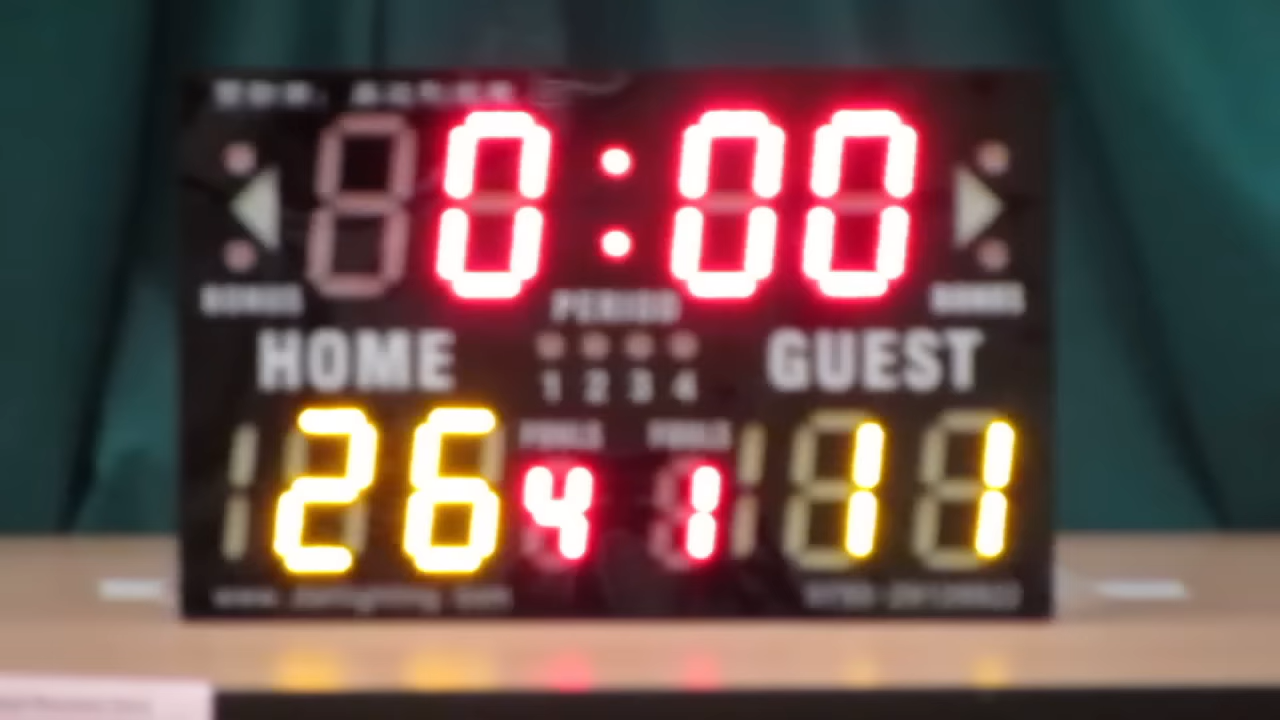 0:00
BONUS PERIOD BONUS
HOME GUEST
1 2 3 4
FOULS FOULS
26 4 1 11